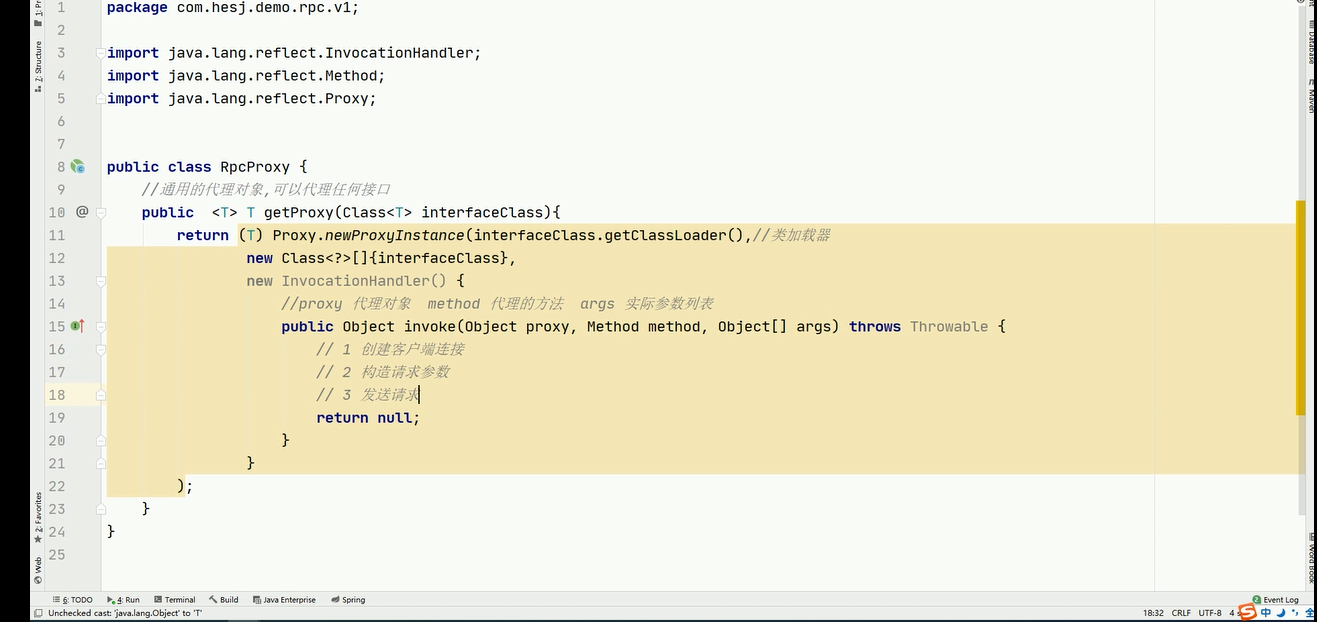 1 package com.hesj.demo.rpc.v1;
2
3 import java.lang.reflect.InvocationHandler;
4 import java.lang.reflect.Method;
5 import java.lang.reflect.Proxy;
6
7
8 public class RpcProxy {
9 //通用的代理对象,可以代理任何接口
10 @ public <T> T getProxy(Class<T> interfaceClass){
11 return (T) Proxy.newProxyInstance(interfaceClass.getClassLoader(),//类加载器
12 new Class<?>[]{interfaceClass},
13 new InvocationHandler() {
14 //proxy 代理对象 method 代理的方法 args 实际参数列表
15 public Object invoke(Object proxy, Method method, Object[] args) throws Throwable {
16 // 1 创建客户端连接
17 // 2 构造请求参数
18 // 3 发送请求
19 return null;
20 }
21 }
22 );
23 }
24 }
25
Z: Structure
2: Favorites
Web
Database
Maven
Word Book
6: TODO 4: Run Terminal Build Java Enterprise Spring 2 Event Log
Unchecked cast: 'java.lang.Object' to 'T' 18:32 CRLF UTF-8 4 S 中